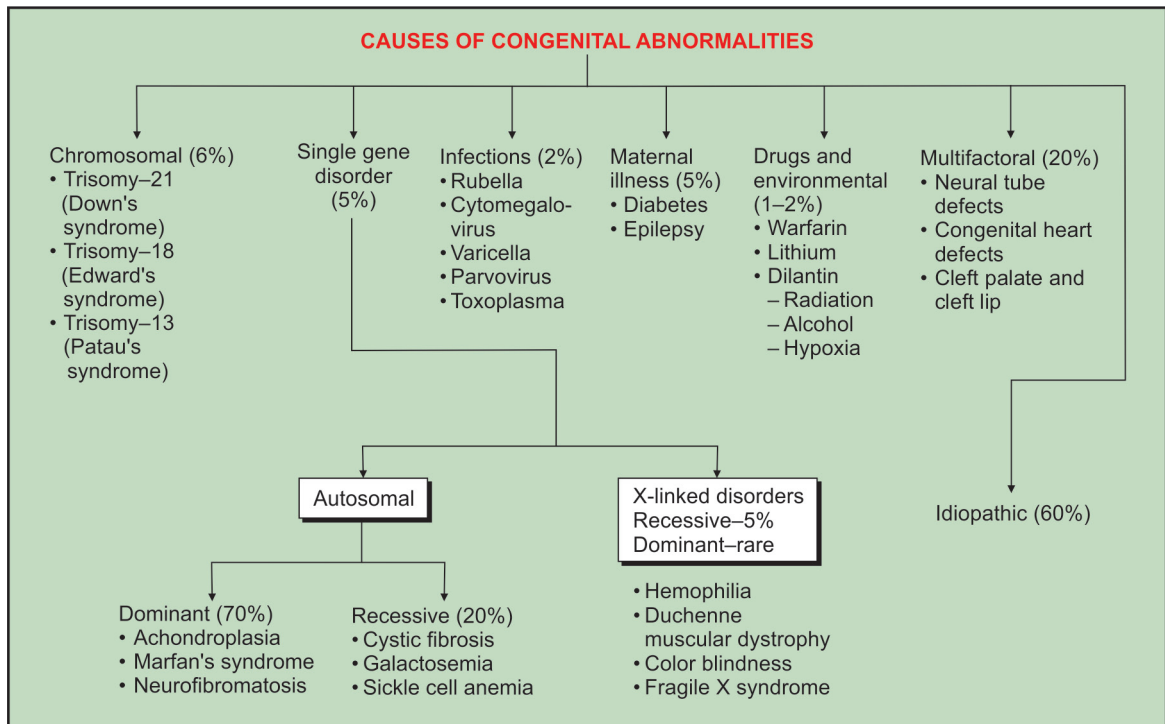 CAUSES OF CONGENITAL ABNORMALITIES
Chromosomal (6%)
• Trisomy–21
(Down's
syndrome)
• Trisomy–18
(Edward's
syndrome)
• Trisomy–13
(Patau's
syndrome)
Single gene
disorder
(5%)
Infections (2%)
• Rubella
• Cytomegalo-
virus
• Varicella
• Parvovirus
• Toxoplasma
Maternal
illness (5%)
• Diabetes
• Epilepsy
Drugs and
environmental
(1–2%)
• Warfarin
• Lithium
• Dilantin
– Radiation
– Alcohol
– Hypoxia
Multifactoral (20%)
• Neural tube
defects
• Congenital heart
defects
• Cleft palate and
cleft lip
Idiopathic (60%)
Autosomal
Dominant (70%)
• Achondroplasia
• Marfan's syndrome
• Neurofibromatosis
Recessive (20%)
• Cystic fibrosis
• Galactosemia
• Sickle cell anemia
X-linked disorders
Recessive–5%
Dominant–rare
• Hemophilia
• Duchenne
muscular dystrophy
• Color blindness
• Fragile X syndrome